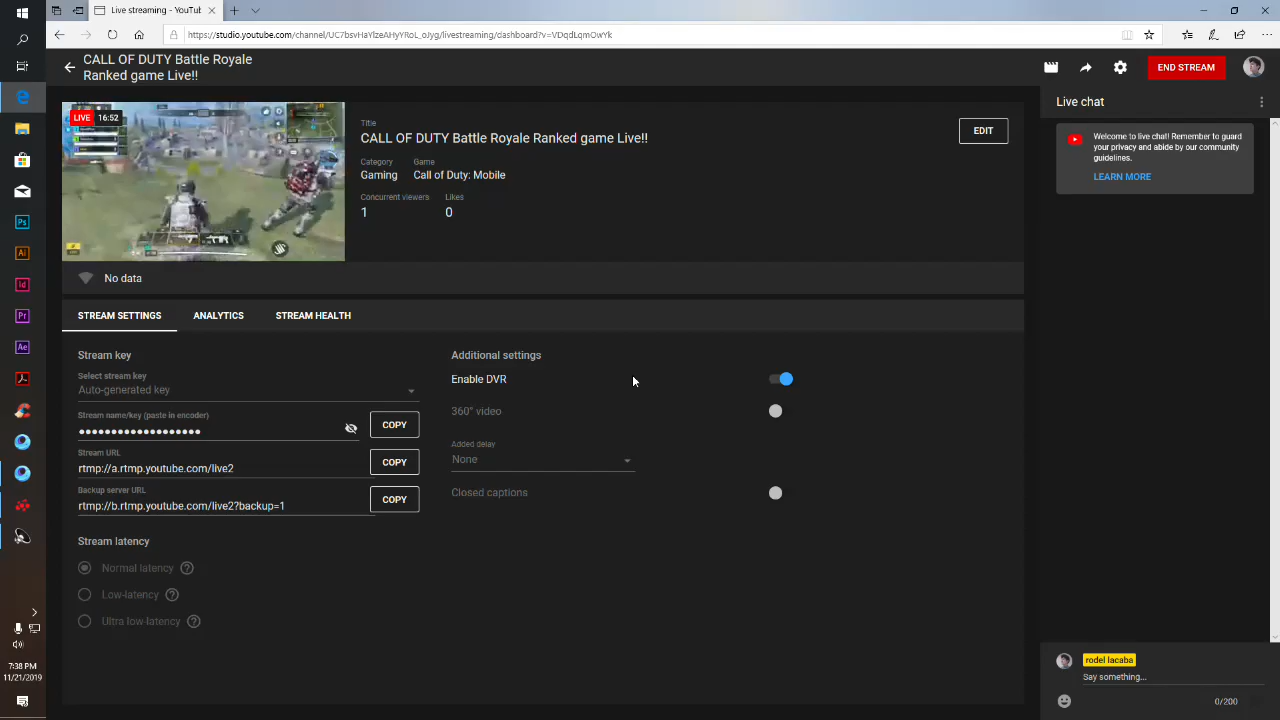 Live streaming - YouTub
https://studio.youtube.com/channel/UC7bsvHaYlzeAHyYRoL_oJyg/livestreaming/dashboard?v=VDqdLqmOwYk
CALL OF DUTY Battle Royale
Ranked game Live!!
END STREAM
LIVE 16:52
Title
CALL OF DUTY Battle Royale Ranked game Live!!
EDIT
Category Game
Gaming Call of Duty: Mobile
Concurrent viewers Likes
1 0
No data
STREAM SETTINGS ANALYTICS STREAM HEALTH
Stream key
Select stream key
Auto-generated key
Stream name/key (paste in encoder)
•••••••••••••••••••
COPY
Stream URL
rtmp://a.rtmp.youtube.com/live2
COPY
Backup server URL
rtmp://b.rtmp.youtube.com/live2?backup=1
COPY
Stream latency
Normal latency
Low-latency
Ultra low-latency
Additional settings
Enable DVR
360° video
Added delay
None
Closed captions
Live chat
Welcome to live chat! Remember to guard
your privacy and abide by our community
guidelines.
LEARN MORE
rodel lacaba
Say something...
0/200
Ps
Ai
Id
Pr
Ae
7:38 PM
11/21/2019